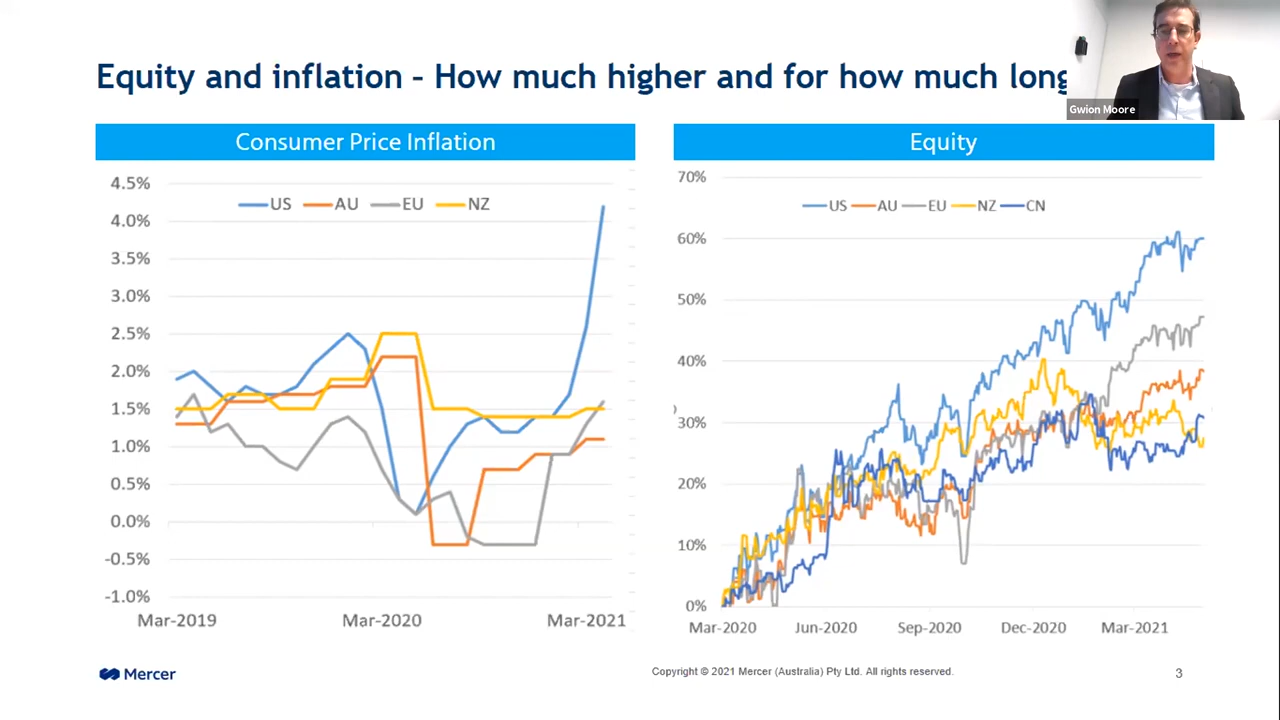 Equity and inflation – How much higher and for how much long
Gwion Moore
Consumer Price Inflation
4.5%
US AU EU NZ
4.0%
3.5%
3.0%
2.5%
2.0%
1.5%
1.0%
0.5%
0.0%
-0.5%
-1.0%
Mar-2019 Mar-2020 Mar-2021
Equity
70%
US AU EU NZ CN
60%
50%
40%
30%
20%
10%
0%
Mar-2020 Jun-2020 Sep-2020 Dec-2020 Mar-2021
Mercer
Copyright © 2021 Mercer (Australia) Pty Ltd. All rights reserved.
3